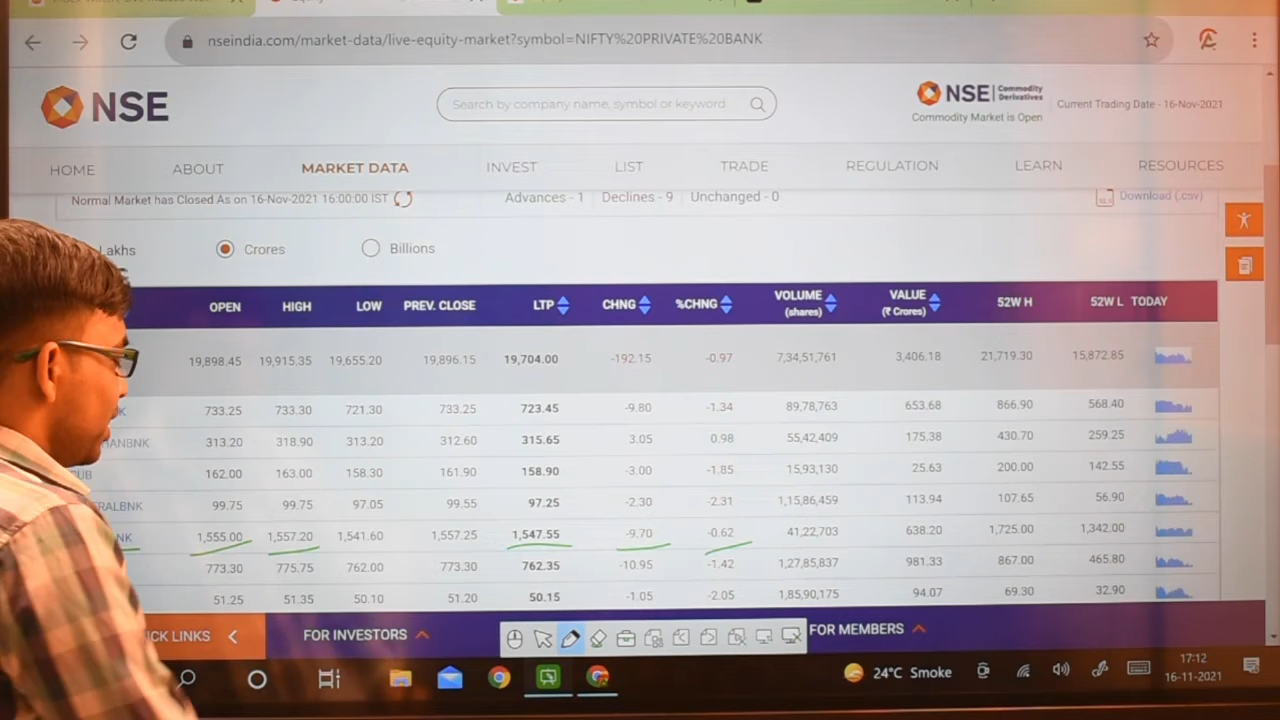 nseindia.com/market-data/live-equity-market?symbol=NIFTY%20PRIVATE%20BANK
NSE
Search by company name, symbol or keyword
NSE | Commodity Derivatives
Commodity Market is Open
Current Trading Date - 16-Nov-2021
HOME ABOUT MARKET DATA INVEST LIST TRADE REGULATION LEARN RESOURCES
Normal Market has Closed As on 16-Nov-2021 16:00:00 IST Advances - 1 | Declines - 9 | Unchanged - 0 Download (.csv)
Lakhs Crores Billions
OPEN HIGH LOW PREV. CLOSE LTP CHNG %CHNG VOLUME (shares) VALUE (₹ Crores) 52W H 52W L TODAY
19,898.45 19,915.35 19,655.20 19,896.15 19,704.00 -192.15 -0.97 7,34,51,761 3,406.18 21,719.30 15,872.85
K 733.25 733.30 721.30 733.25 723.45 -9.80 -1.34 89,78,763 653.68 866.90 568.40
HANBNK 313.20 318.90 313.20 312.60 315.65 3.05 0.98 55,42,409 175.38 430.70 259.25
UB 162.00 163.00 158.30 161.90 158.90 -3.00 -1.85 15,93,130 25.63 200.00 142.55
RALBNK 99.75 99.75 97.05 99.55 97.25 -2.30 -2.31 1,15,86,459 113.94 107.65 56.90
NK 1,555.00 1,557.20 1,541.60 1,557.25 1,547.55 -9.70 -0.62 41,22,703 638.20 1,725.00 1,342.00
773.30 775.75 762.00 773.30 762.35 -10.95 -1.42 1,27,85,837 981.33 867.00 465.80
51.25 51.35 50.10 51.20 50.15 -1.05 -2.05 1,85,90,175 94.07 69.30 32.90
ICK LINKS FOR INVESTORS FOR MEMBERS
24°C Smoke
17:12
16-11-2021